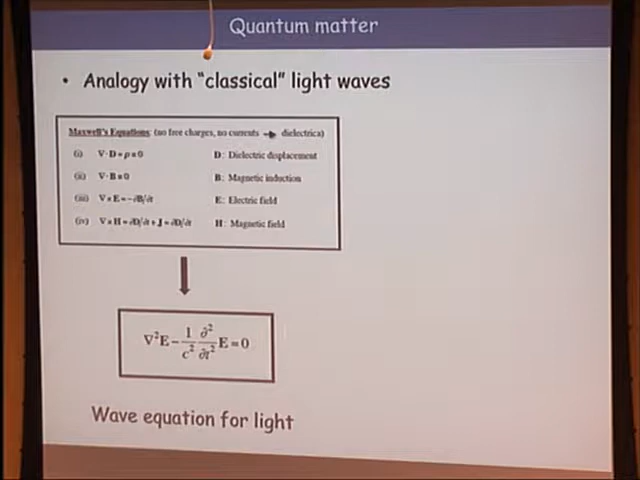 Quantum matter
• Analogy with “classical” light waves
Maxwell's Equations: (no free charges, no currents → dielectrica)
(i) ∇·D=ρ=0 D: Dielectric displacement
(ii) ∇·B=0 B: Magnetic induction
(iii) ∇×E=-∂B/∂t E: Electric field
(iv) ∇×H=∂D/∂t+J=∂D/∂t H: Magnetic field
∇²E-1/c² ∂²/∂t² E=0
Wave equation for light